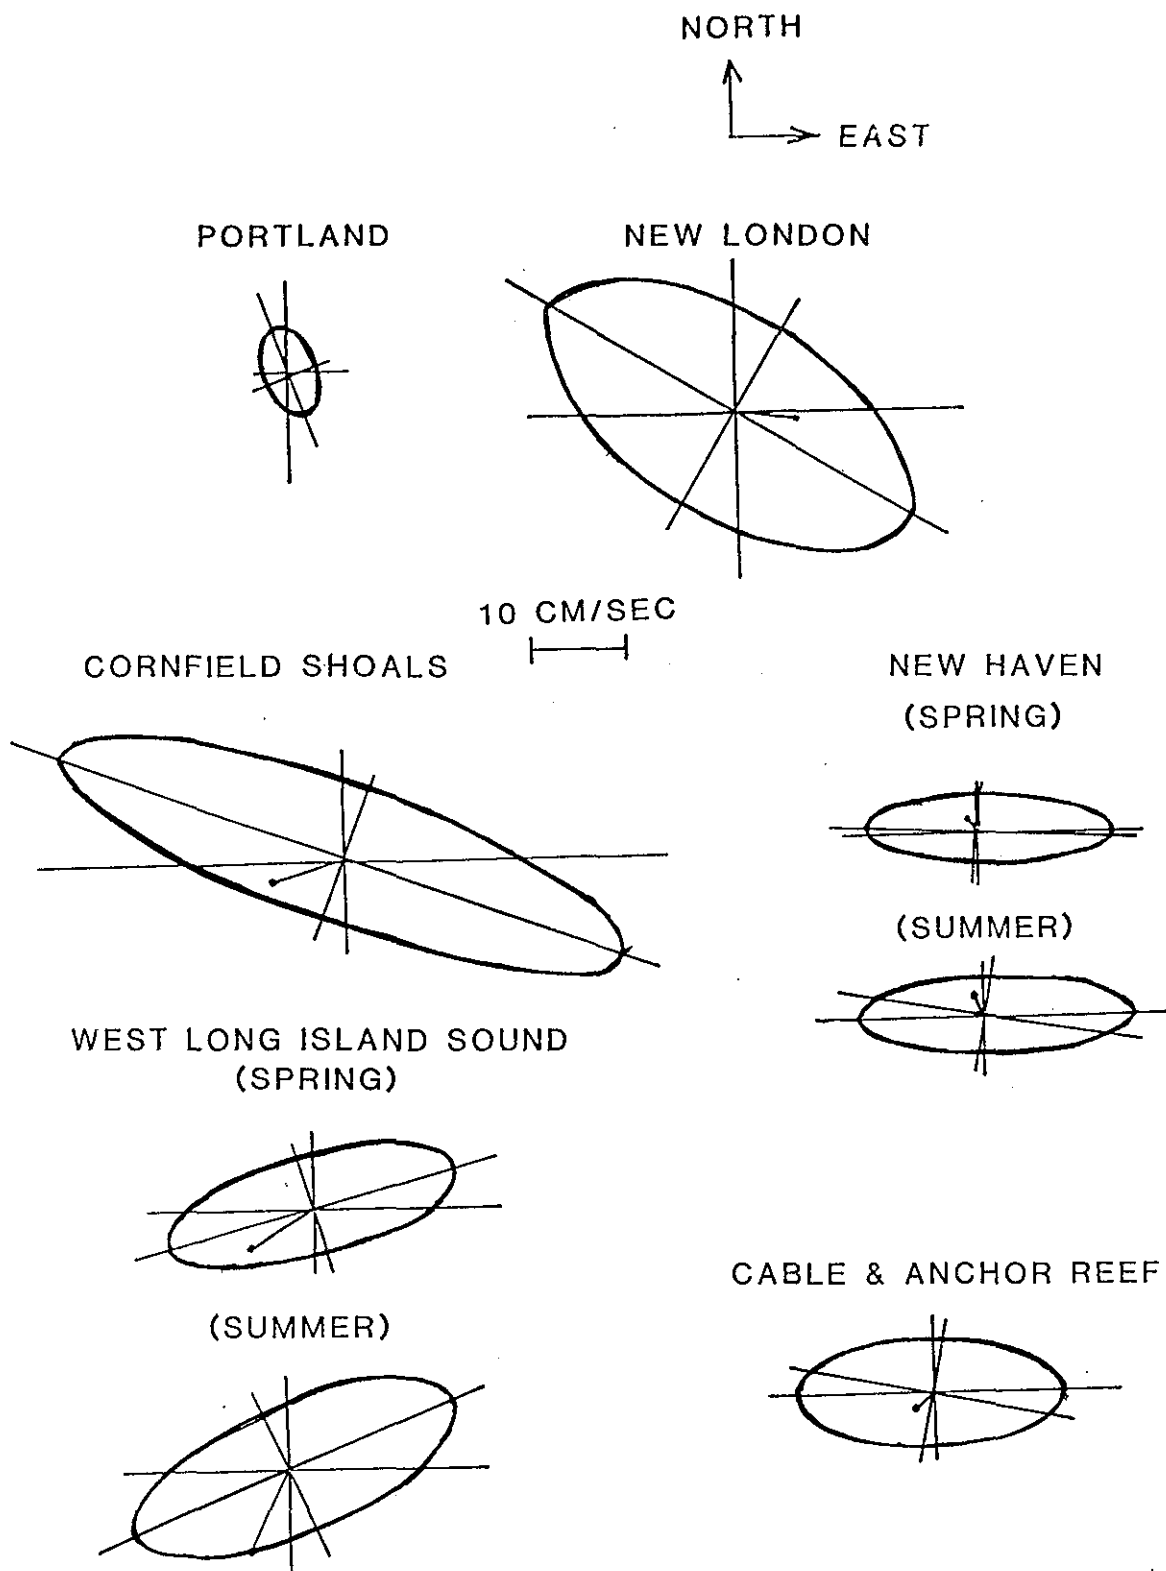 NORTH
EAST
PORTLAND
NEW LONDON
10 CM/SEC
CORNFIELD SHOALS
NEW HAVEN
(SPRING)
(SUMMER)
WEST LONG ISLAND SOUND
(SPRING)
CABLE & ANCHOR REEF
(SUMMER)